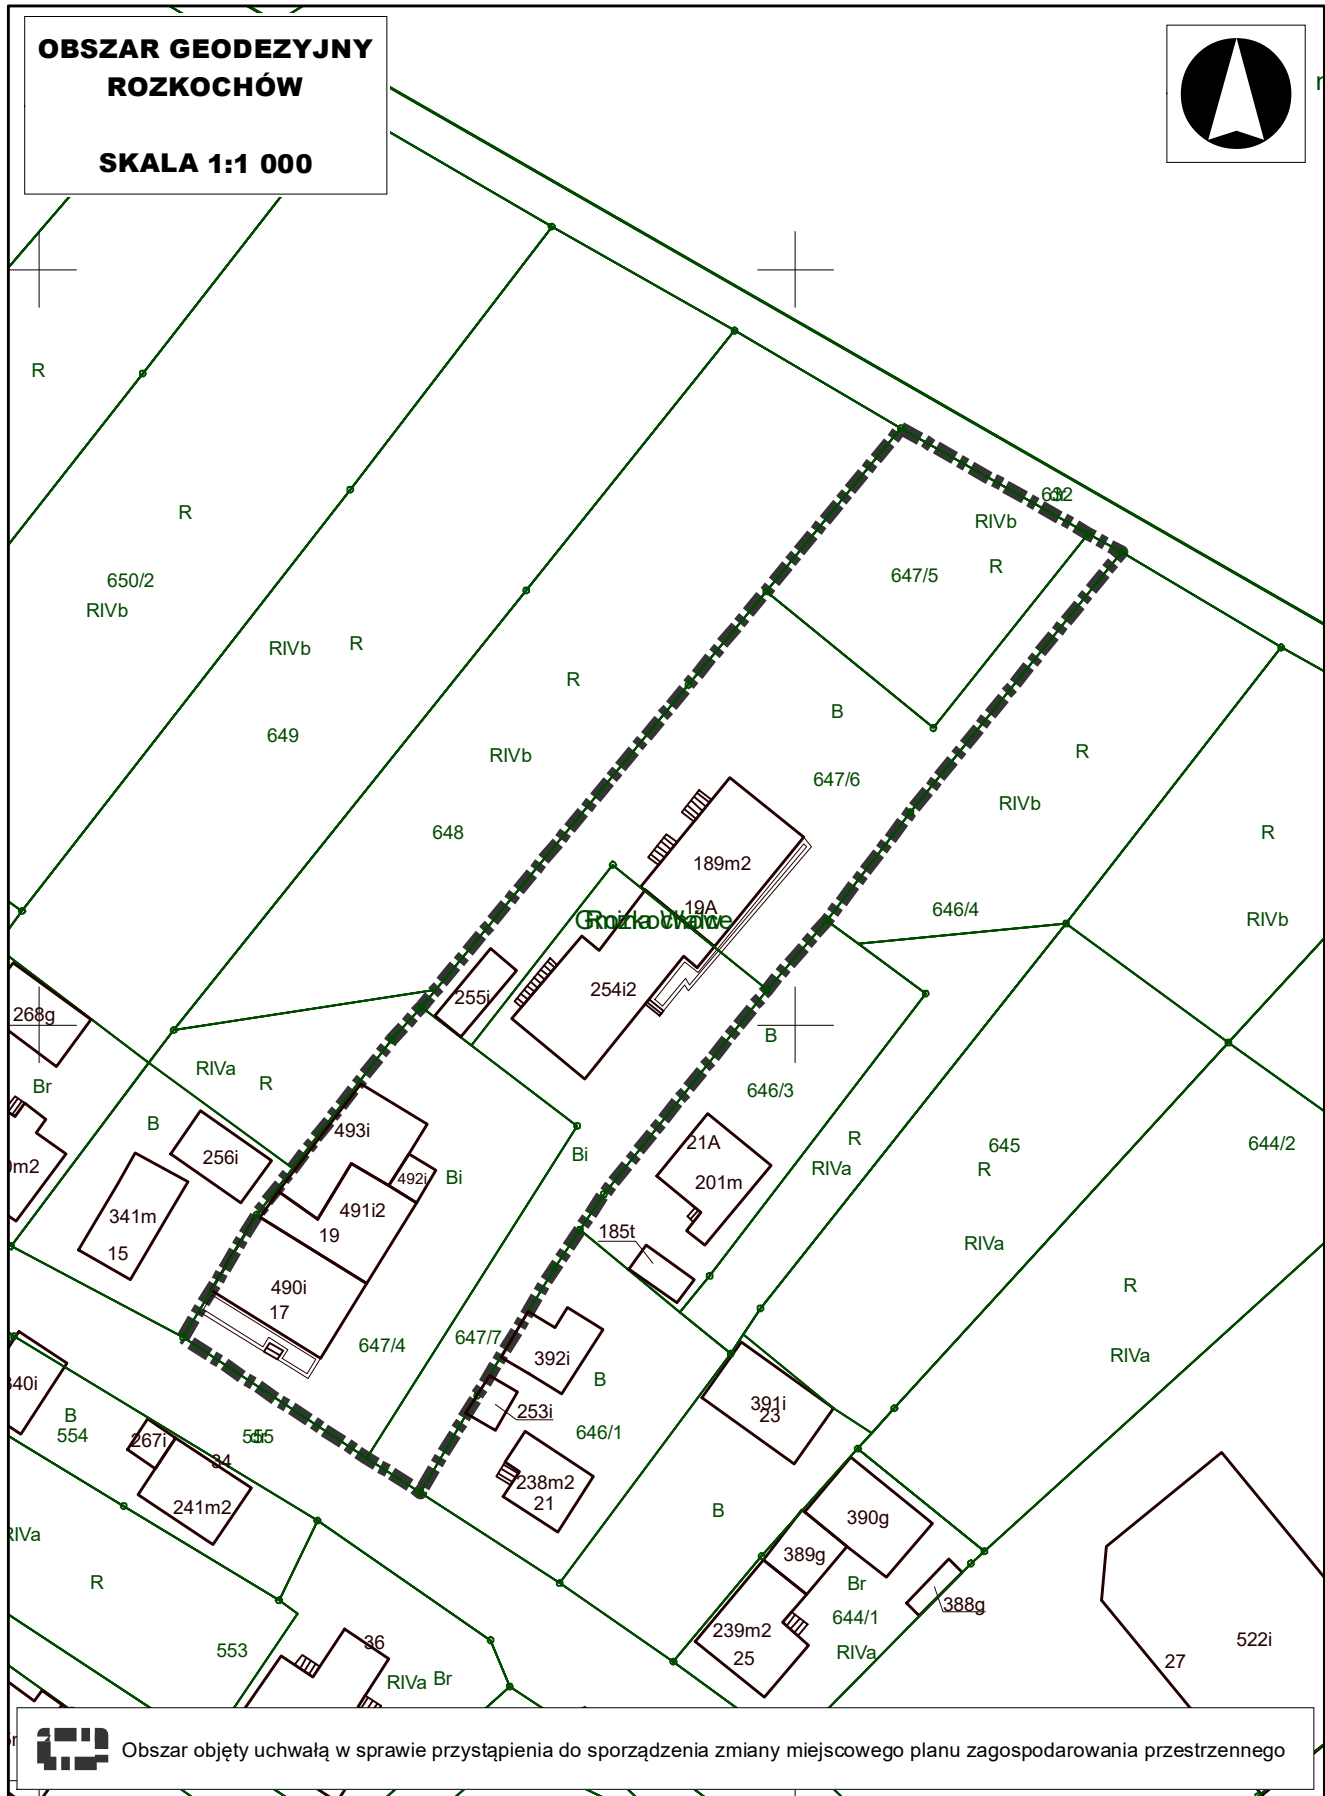 OBSZAR GEODEZYJNY
ROZKOCHÓW
SKALA 1:1 000
R
R
650/2
RIVb
RIVb
R
649
R
RIVb
648
632
RIVb
R
647/5
B
647/6
R
RIVb
R
646/4
RIVb
189m2
19A
254i2
255i
268g
Br
RIVa
R
B
256i
341m
15
493i
492i
Bi
491i2
19
490i
17
647/4
647/7
Bi
B
646/3
21A
201m
185t
R
RIVa
645
R
RIVa
644/2
R
RIVa
392i
B
253i
646/1
238m2
21
391i
23
B
390g
389g
Br
644/1
RIVa
388g
239m2
25
522i
27
B
554
267i
34
241m2
555
R
553
36
RIVa
Br
Obszar objęty uchwałą w sprawie przystąpienia do sporządzenia zmiany miejscowego planu zagospodarowania przestrzennego